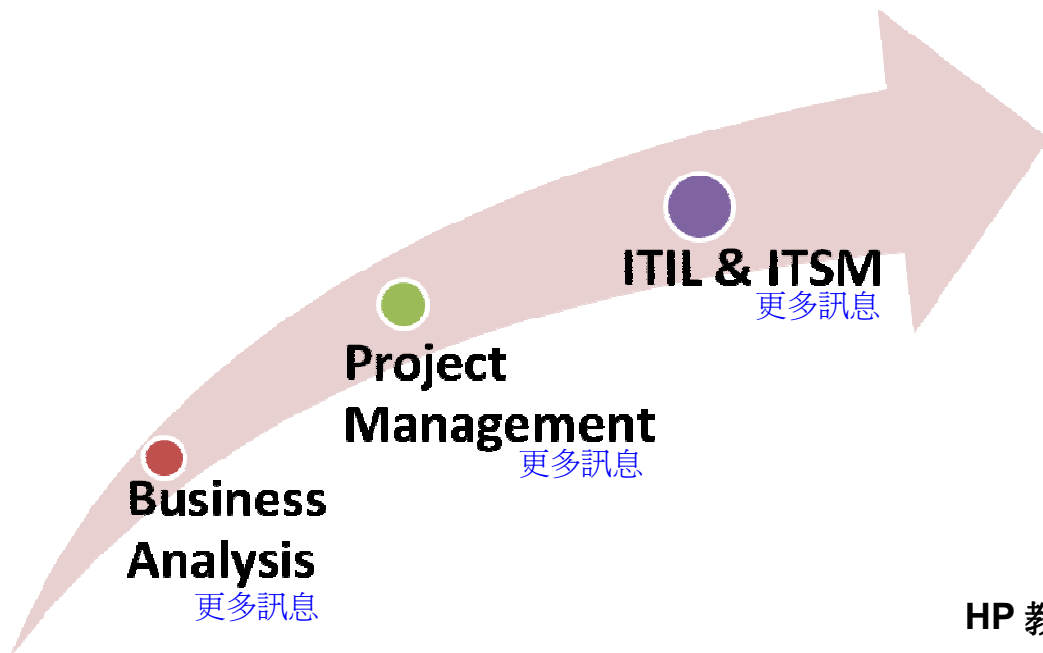 ITIL & ITSM
更多訊息
Project
Management
更多訊息
Business
Analysis
更多訊息
HP 教